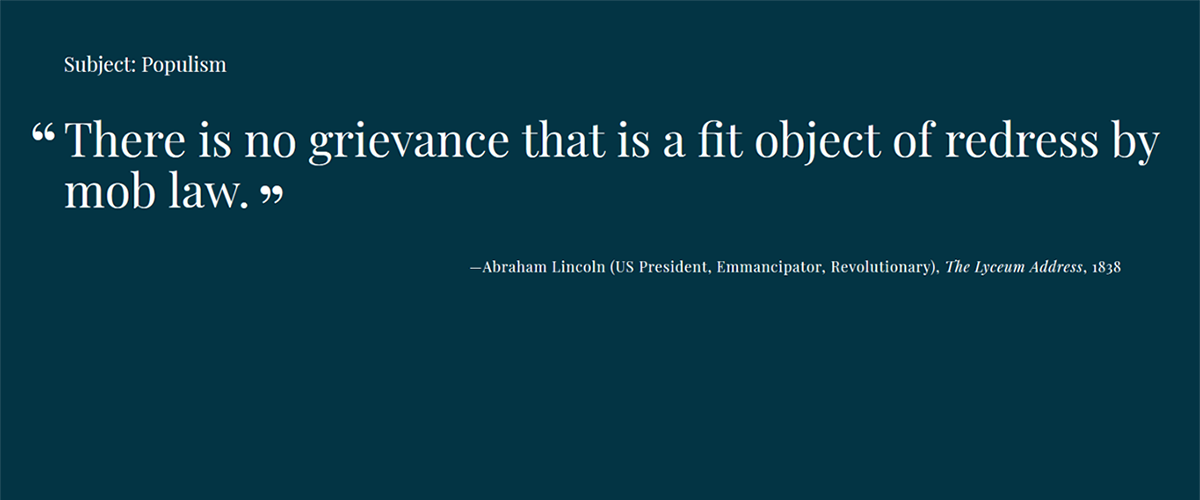 Subject: Populism
“There is no grievance that is a fit object of redress by
mob law.”
—Abraham Lincoln (US President, Emmancipator, Revolutionary), The Lyceum Address, 1838